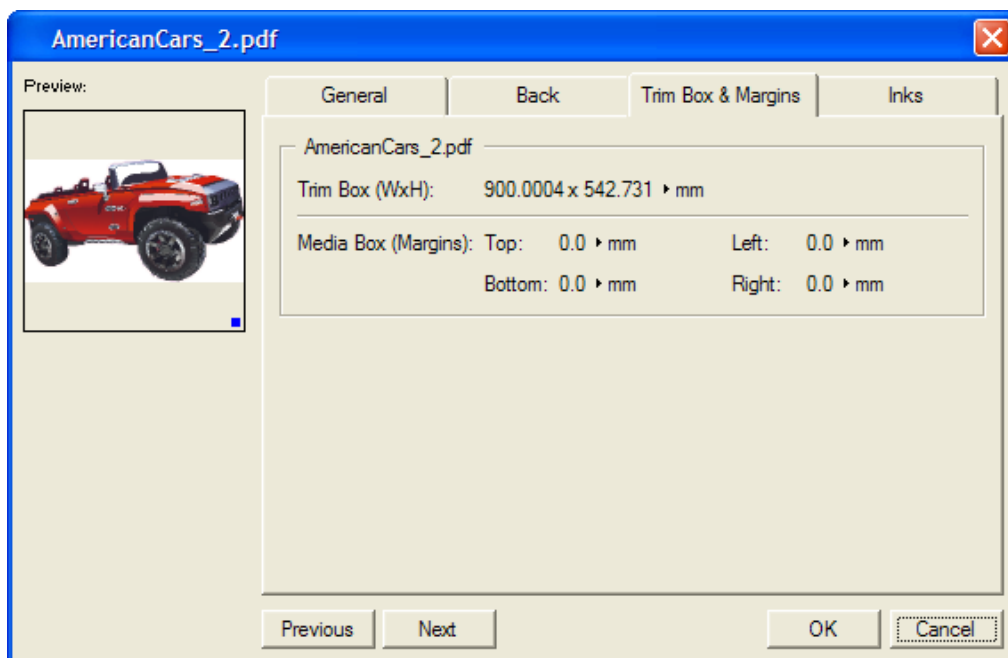 AmericanCars_2.pdf
Preview:
General Back Trim Box & Margins Inks
AmericanCars_2.pdf
Trim Box (WxH): 900.0004 x 542.731 ‣ mm
Media Box (Margins): Top: 0.0 ‣ mm Left: 0.0 ‣ mm
Bottom: 0.0 ‣ mm Right: 0.0 ‣ mm
Previous Next OK Cancel